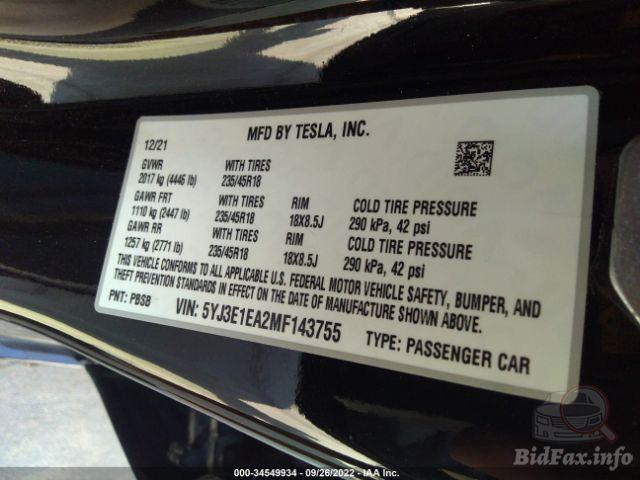 MFD BY TESLA, INC.
12/21
GVWR WITH TIRES
2017 kg (4446 lb) 235/45R18
GAWR FRT WITH TIRES RIM COLD TIRE PRESSURE
1110 kg (2447 lb) 235/45R18 18X8.5J 290 kPa, 42 psi
GAWR RR WITH TIRES RIM COLD TIRE PRESSURE
1257 kg (2771 lb) 235/45R18 18X8.5J 290 kPa, 42 psi
THIS VEHICLE CONFORMS TO ALL APPLICABLE U.S. FEDERAL MOTOR VEHICLE SAFETY, BUMPER, AND
THEFT PREVENTION STANDARDS IN EFFECT ON THE DATE OF MANUFACTURE SHOWN ABOVE.
PNT: PBSB VIN: 5YJ3E1EA2MF143755 TYPE: PASSENGER CAR
BidFax.info
000-34549934 - 09/26/2022 - IAA Inc.